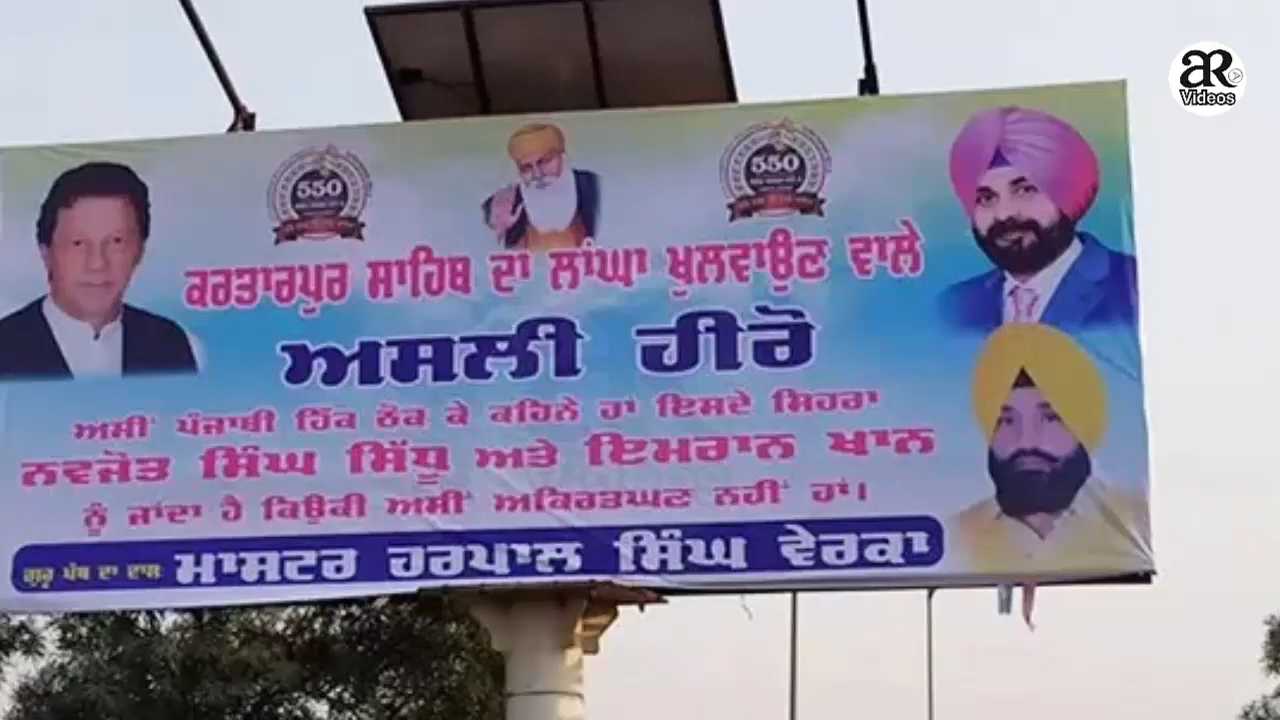 aR
Videos
550
550
ਕਰਤਾਰਪੁਰ ਸਾਹਿਬ ਦਾ ਲਾਂਘਾ ਖੁਲਵਾਉਣ ਵਾਲੇ
ਅਸਲੀ ਹੀਰੋ
ਅਸੀਂ ਪੰਜਾਬੀ ਹਿੱਕ ਠੋਕ ਕੇ ਕਹਿਨੇ ਹਾਂ ਇਸਦੇ ਸਿਹਰਾ
ਨਵਜੋਤ ਸਿੰਘ ਸਿੱਧੂ ਅਤੇ ਇਮਰਾਨ ਖਾਨ
ਨੂੰ ਜਾਂਦਾ ਹੈ ਕਿਉਕੀ ਅਸੀਂ ਅਕਿਰਤਘਣ ਨਹੀਂ ਹਾਂ।
ਗੁਰੂ ਪੰਥ ਦਾ ਦਾਸ: ਮਾਸਟਰ ਹਰਪਾਲ ਸਿੰਘ ਵੇਰਕਾ